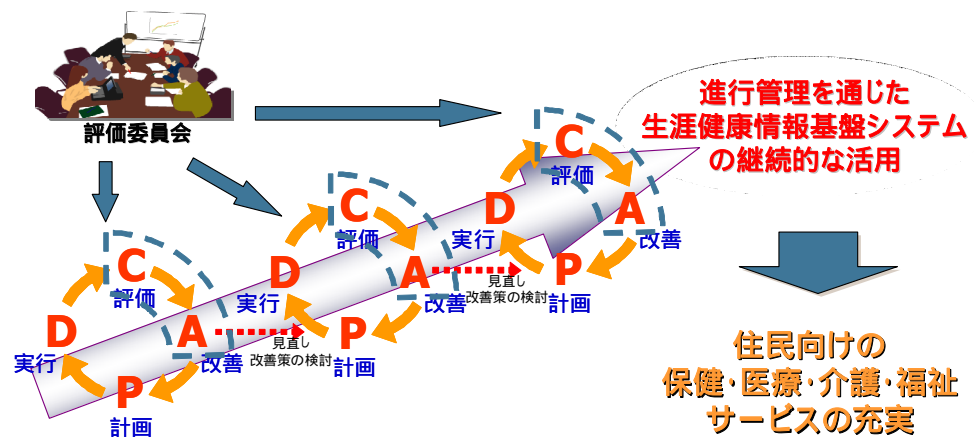 評価委員会
進行管理を通じた
生涯健康情報基盤システム
の継続的な活用
C
評価
D
実行
A
改善
P
計画
見直し
改善策の検討
C
評価
D
実行
A
改善
P
計画
見直し
改善策の検討
C
評価
D
実行
A
改善
P
計画
住民向けの
保健・医療・介護・福祉
サービスの充実